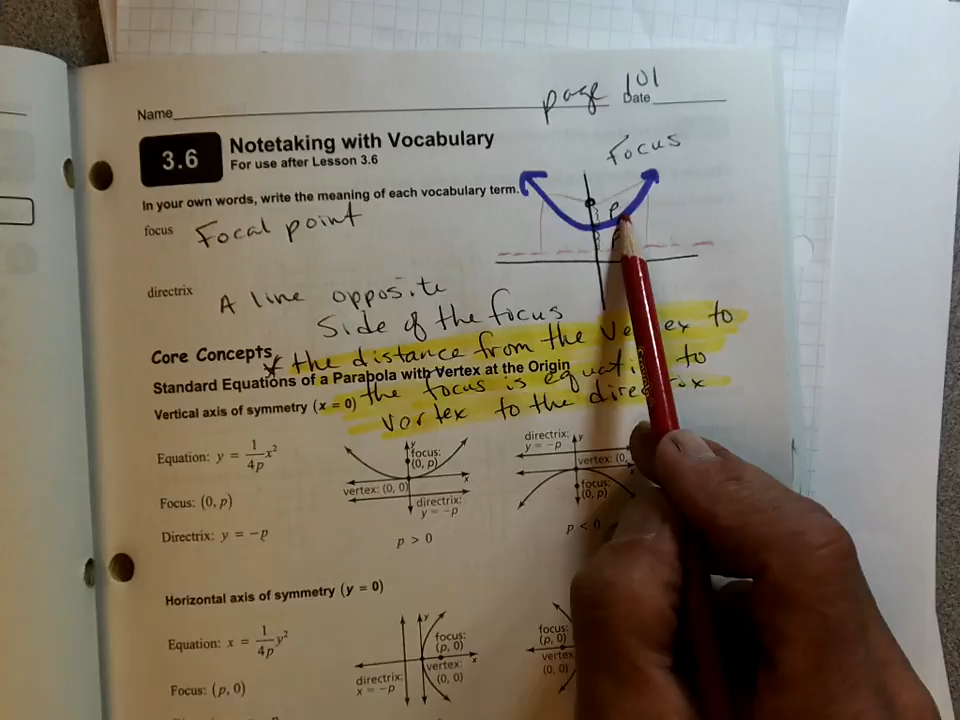 page 101
Name Date
3.6 Notetaking with Vocabulary
For use after Lesson 3.6
Focus
In your own words, write the meaning of each vocabulary term.
P
focus Focal point
directrix A line opposite
Side of the focus
Core Concepts * the distance from the Vertex to
Standard Equations of a Parabola with Vertex at the Origin
the focus is equati to
Vertical axis of symmetry (x = 0)
Vortex to the directrix
Equation: y = 1/4p x²
focus: (0, p)
y
x
vertex: (0, 0)
directrix: y = −p
directrix: y = −p
y
vertex: (0,
x
focus: (0, p)
Focus: (0, p)
Directrix: y = −p
p > 0
p < 0
Horizontal axis of symmetry (y = 0)
Equation: x = 1/4p y²
y
focus: (p, 0)
x
vertex: (0, 0)
directrix: x = −p
focus: (p, 0)
vertex (0, 0)
Focus: (p, 0)